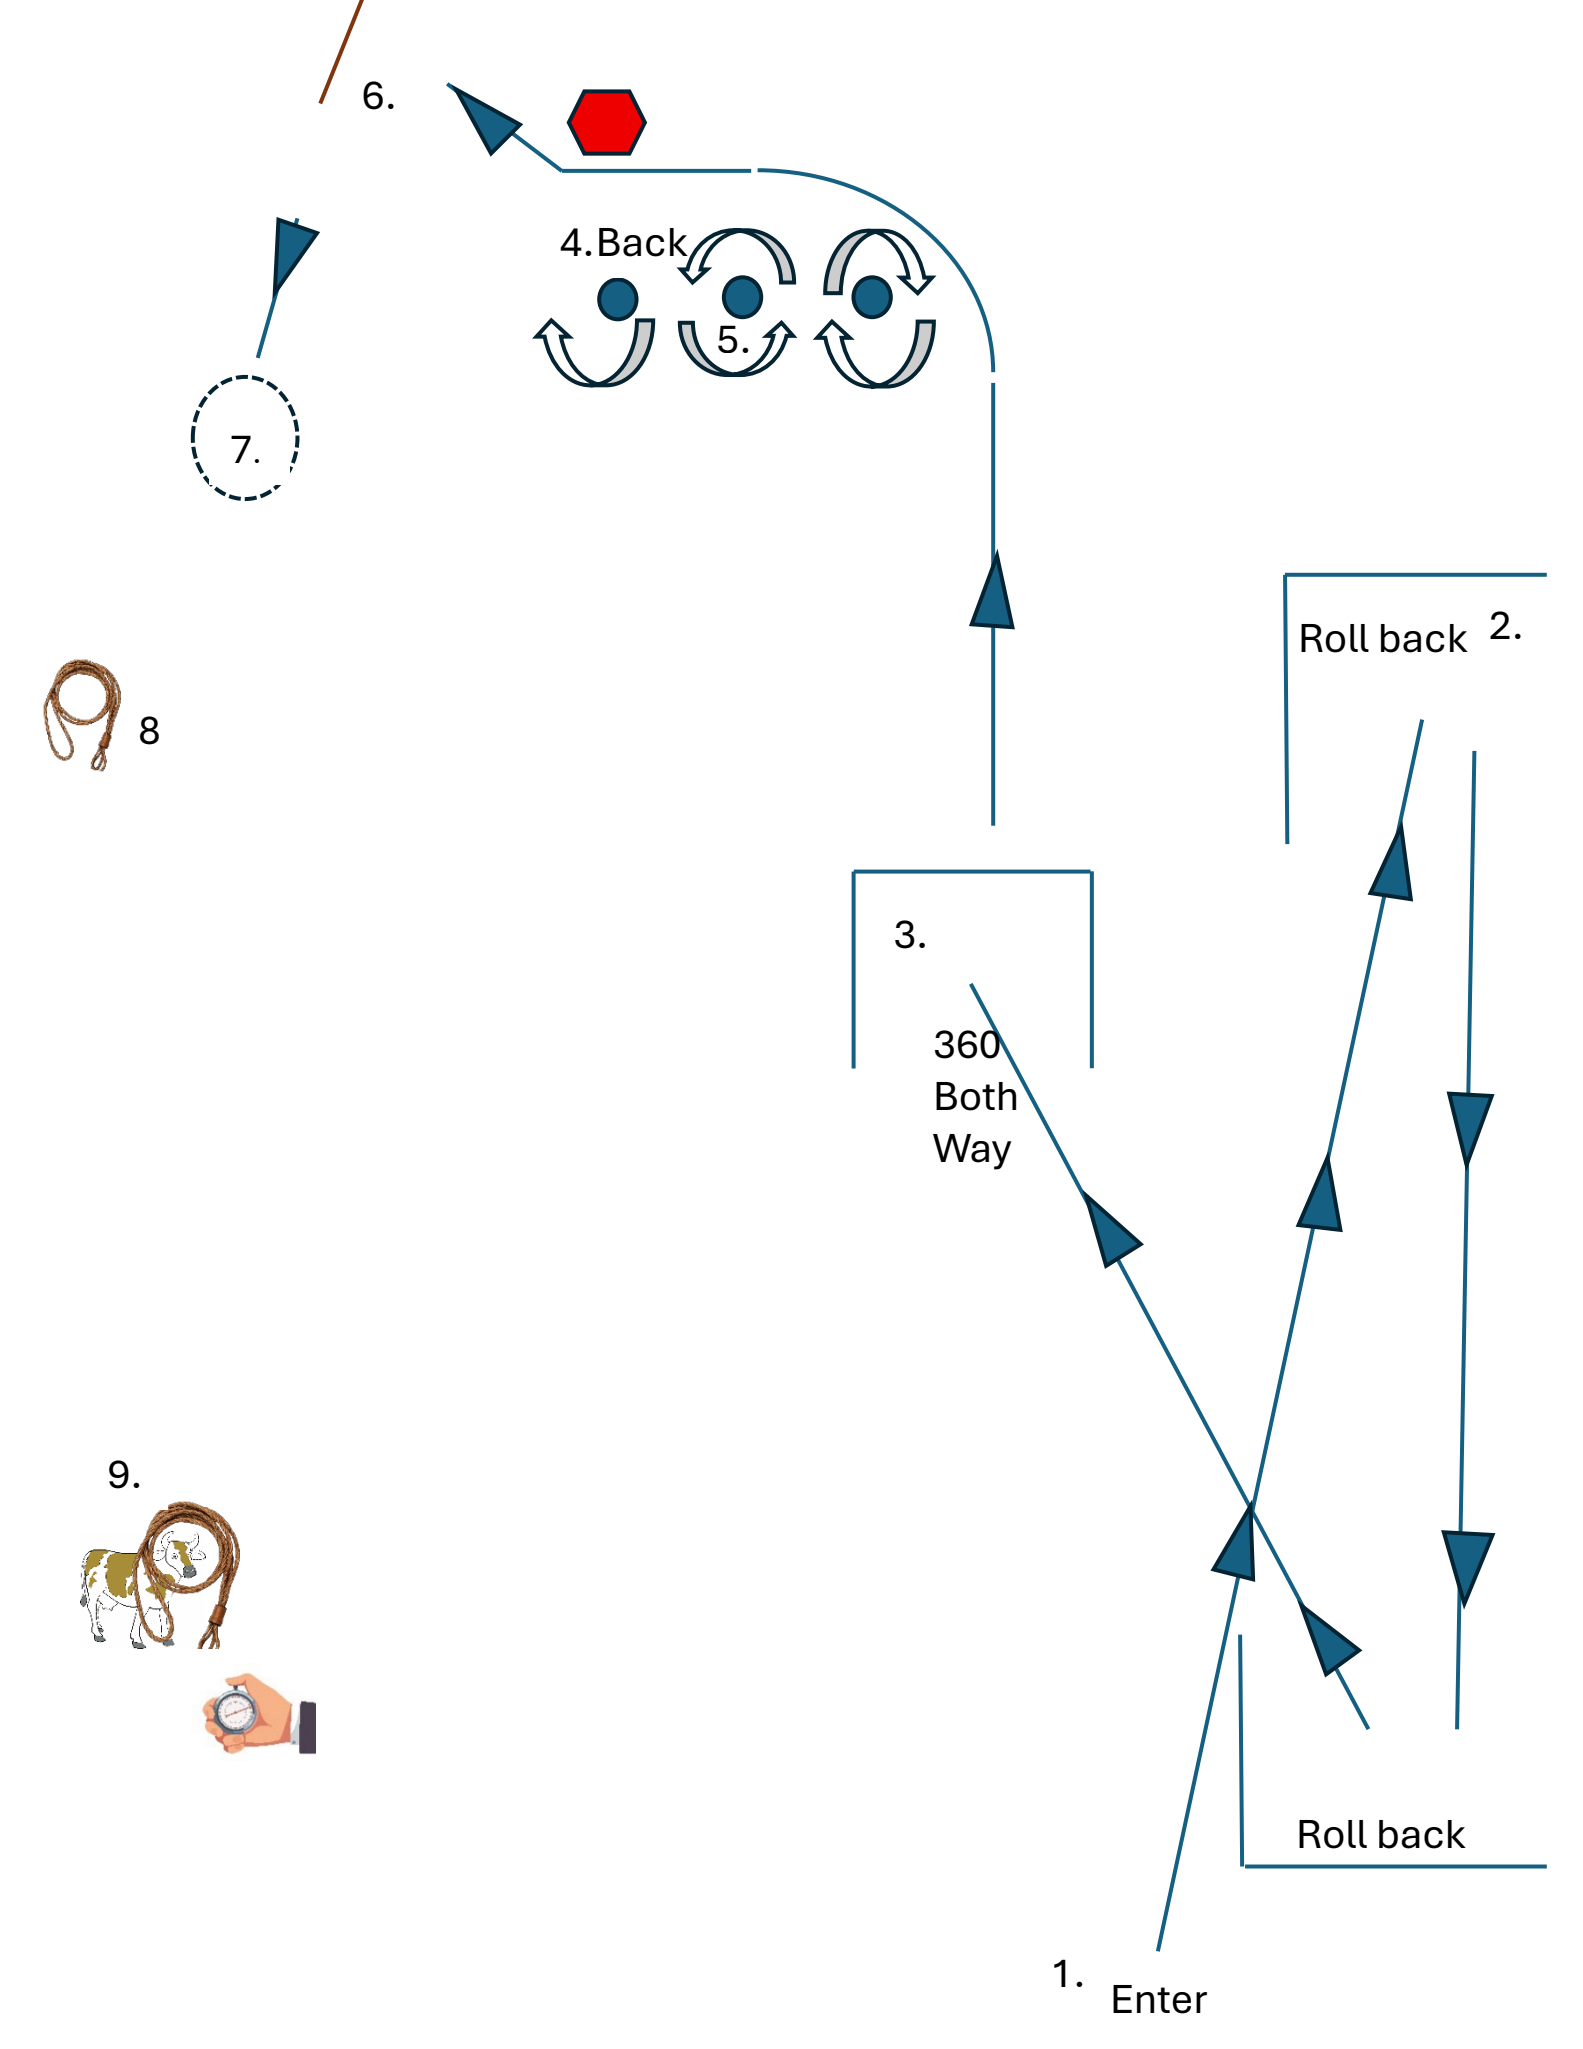 6.
4.Back
5.
7.
Roll back 2.
8
3.
360
Both
Way
9.
Roll back
1.
Enter